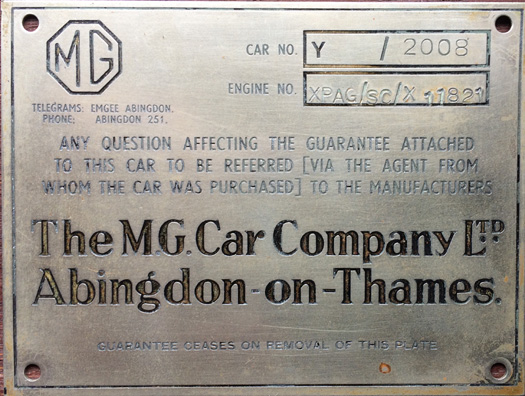 MG
CAR NO. Y / 2008
ENGINE NO. XPAG/SC/X 11821
TELEGRAMS: EMGEE ABINGDON.
PHONE; ABINGDON 251.
ANY QUESTION AFFECTING THE GUARANTEE ATTACHED
TO THIS CAR TO BE REFERRED [VIA THE AGENT FROM
WHOM THE CAR WAS PURCHASED] TO THE MANUFACTURERS
The M.G. Car Company LTD
Abingdon-on-Thames.
GUARANTEE CEASES ON REMOVAL OF THIS PLATE